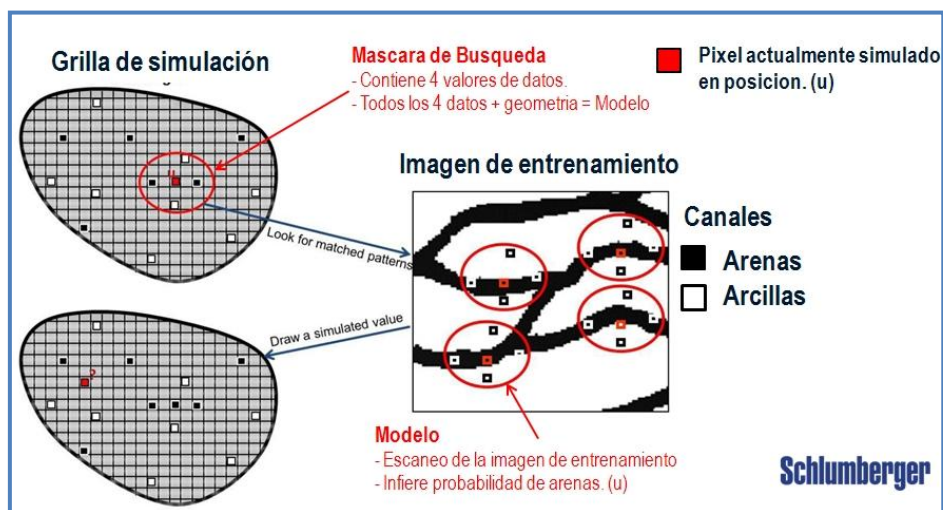 Grilla de simulación
Mascara de Busqueda
- Contiene 4 valores de datos.
- Todos los 4 datos + geometria = Modelo
Pixel actualmente simulado
en posicion. (u)
u
Look for matched patterns
Imagen de entrenamiento
Canales
Arenas
Arcillas
Draw a simulated value
?
Modelo
- Escaneo de la imagen de entrenamiento
- Infiere probabilidad de arenas. (u)
Schlumberger